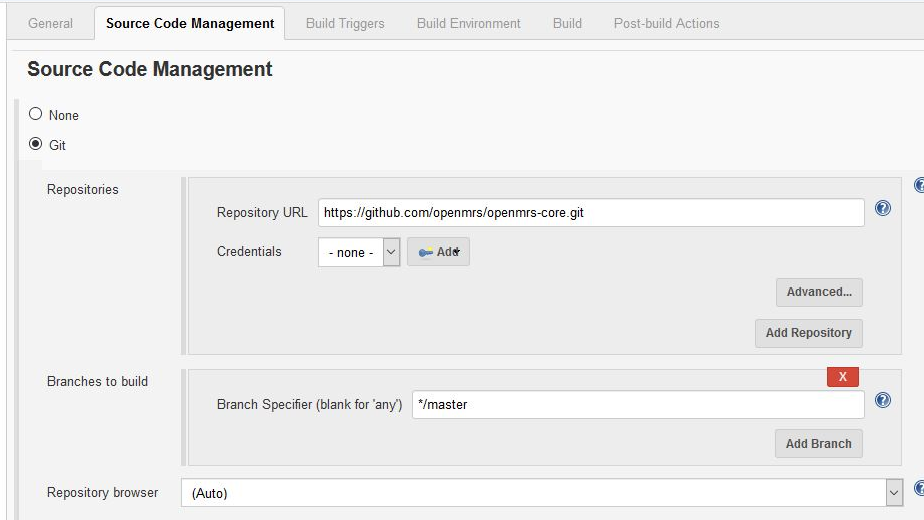 General Source Code Management Build Triggers Build Environment Build Post-build Actions
Source Code Management
None
Git
Repositories
Repository URL https://github.com/openmrs/openmrs-core.git
Credentials - none - Add
Advanced...
Add Repository
Branches to build
X
Branch Specifier (blank for 'any') */master
Add Branch
Repository browser (Auto)